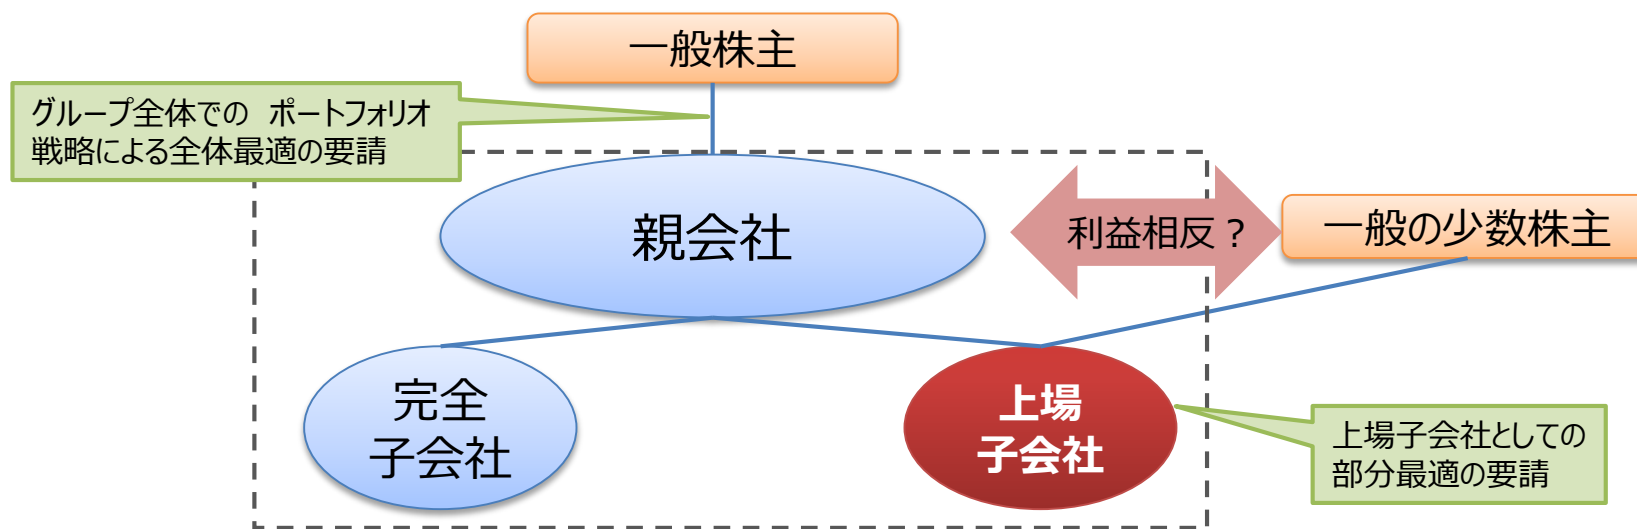 一般株主
グループ全体での　ポートフォリオ
戦略による全体最適の要請
親会社
利益相反？
一般の少数株主
完全
子会社
上場
子会社
上場子会社としての
部分最適の要請